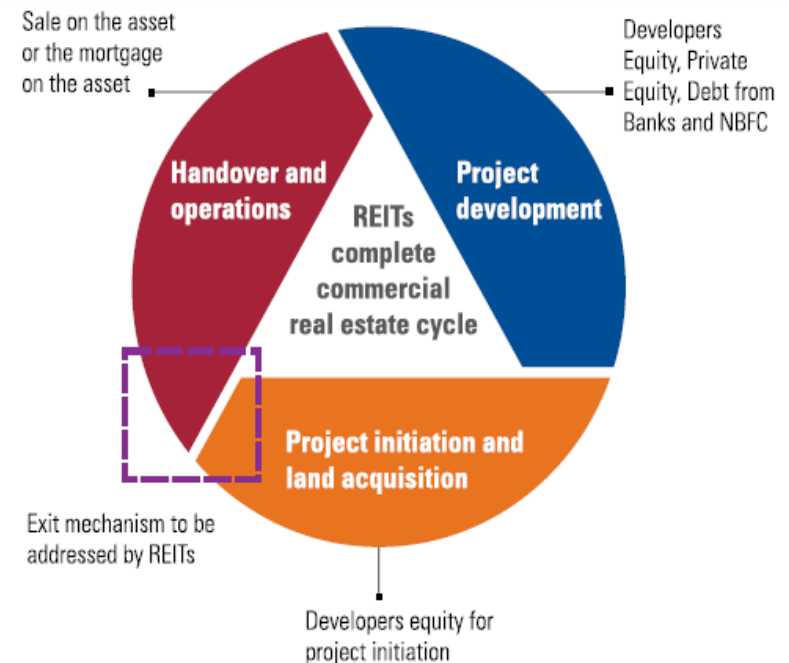 Sale on the asset
or the mortgage
on the asset
Developers
Equity, Private
Equity, Debt from
Banks and NBFC
Handover and
operations
Project
development
REITs
complete
commercial
real estate cycle
Project initiation and
land acquisition
Exit mechanism to be
addressed by REITs
Developers equity for
project initiation